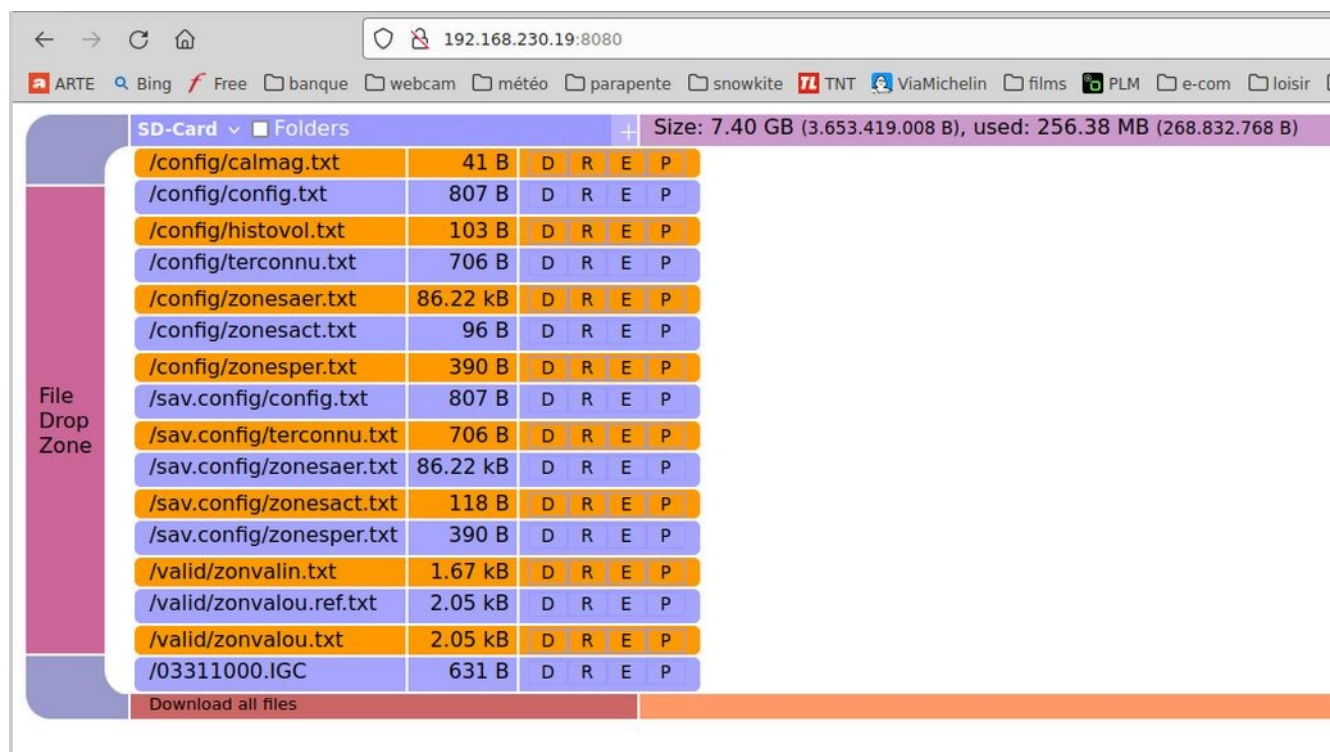 192.168.230.19:8080
ARTE Bing Free banque webcam météo parapente snowkite TNT ViaMichelin films PLM e-com loisir
SD-Card Folders + Size: 7.40 GB (3.653.419.008 B), used: 256.38 MB (268.832.768 B)
/config/calmag.txt 41 B D R E P
/config/config.txt 807 B D R E P
/config/histovol.txt 103 B D R E P
/config/terconnu.txt 706 B D R E P
/config/zonesaer.txt 86.22 kB D R E P
/config/zonesact.txt 96 B D R E P
/config/zonesper.txt 390 B D R E P
File
Drop
Zone
/sav.config/config.txt 807 B D R E P
/sav.config/terconnu.txt 706 B D R E P
/sav.config/zonesaer.txt 86.22 kB D R E P
/sav.config/zonesact.txt 118 B D R E P
/sav.config/zonesper.txt 390 B D R E P
/valid/zonvalin.txt 1.67 kB D R E P
/valid/zonvalou.ref.txt 2.05 kB D R E P
/valid/zonvalou.txt 2.05 kB D R E P
/03311000.IGC 631 B D R E P
Download all files